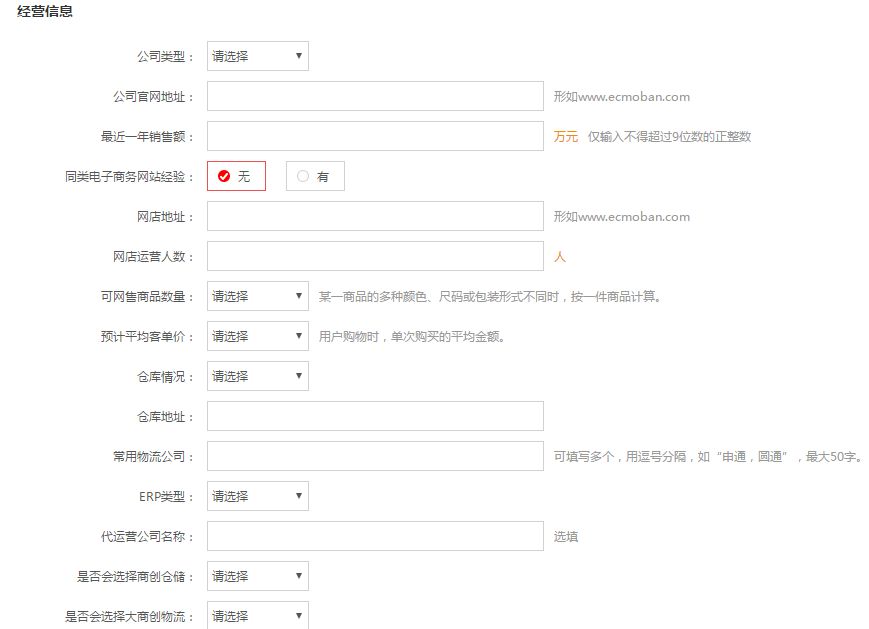 经营信息
公司类型： 请选择
公司官网地址： 形如www.ecmoban.com
最近一年销售额： 万元 仅输入不得超过9位数的正整数
同类电子商务网站经验： 无 有
网店地址： 形如www.ecmoban.com
网店运营人数： 人
可网售商品数量： 请选择 某一商品的多种颜色、尺码或包装形式不同时，按一件商品计算。
预计平均客单价： 请选择 用户购物时，单次购买的平均金额。
仓库情况： 请选择
仓库地址：
常用物流公司： 可填写多个，用逗号分隔，如“申通，圆通”，最大50字。
ERP类型： 请选择
代运营公司名称： 选填
是否会选择商创仓储： 请选择
是否会选择大商创物流： 请选择